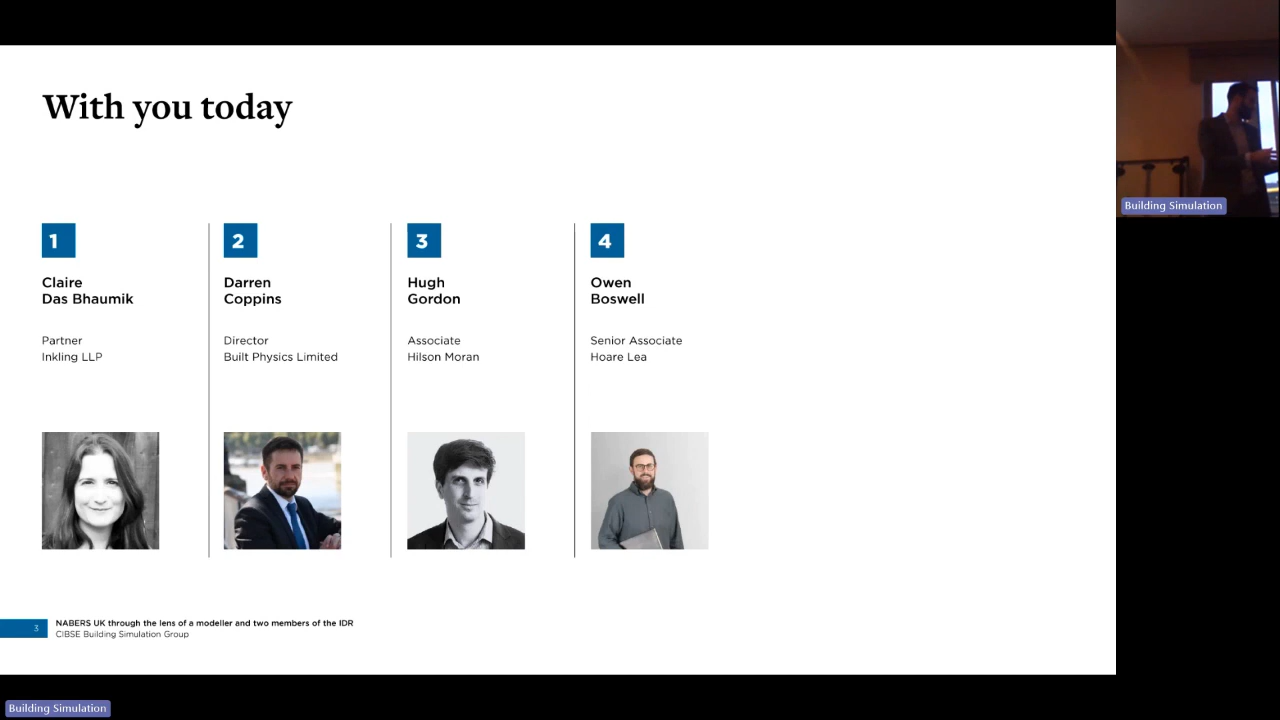 With you today
1
Claire
Das Bhaumik
Partner
Inkling LLP
2
Darren
Coppins
Director
Built Physics Limited
3
Hugh
Gordon
Associate
Hilson Moran
4
Owen
Boswell
Senior Associate
Hoare Lea
3
NABERS UK through the lens of a modeller and two members of the IDR
CIBSE Building Simulation Group
Building Simulation
Building Simulation